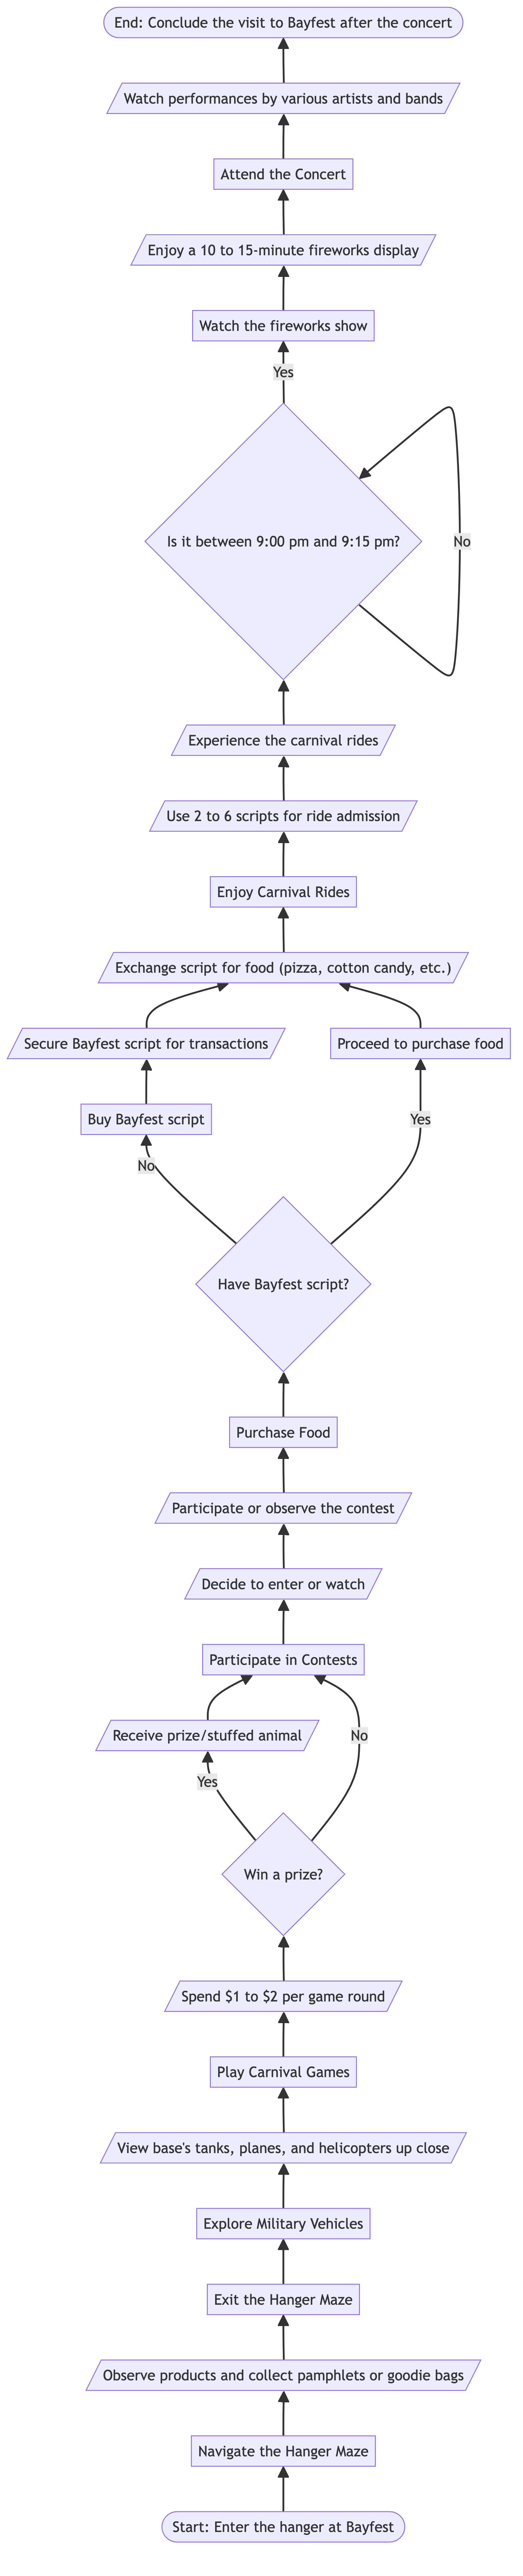 End: Conclude the visit to Bayfest after the concert
Watch performances by various artists and bands
Attend the Concert
Enjoy a 10 to 15-minute fireworks display
Watch the fireworks show
Yes
Is it between 9:00 pm and 9:15 pm?
No
Experience the carnival rides
Use 2 to 6 scripts for ride admission
Enjoy Carnival Rides
Exchange script for food (pizza, cotton candy, etc.)
Secure Bayfest script for transactions
Proceed to purchase food
Buy Bayfest script
Yes
No
Have Bayfest script?
Purchase Food
Participate or observe the contest
Decide to enter or watch
Participate in Contests
Receive prize/stuffed animal
No
Yes
Win a prize?
Spend $1 to $2 per game round
Play Carnival Games
View base's tanks, planes, and helicopters up close
Explore Military Vehicles
Exit the Hanger Maze
Observe products and collect pamphlets or goodie bags
Navigate the Hanger Maze
Start: Enter the hanger at Bayfest